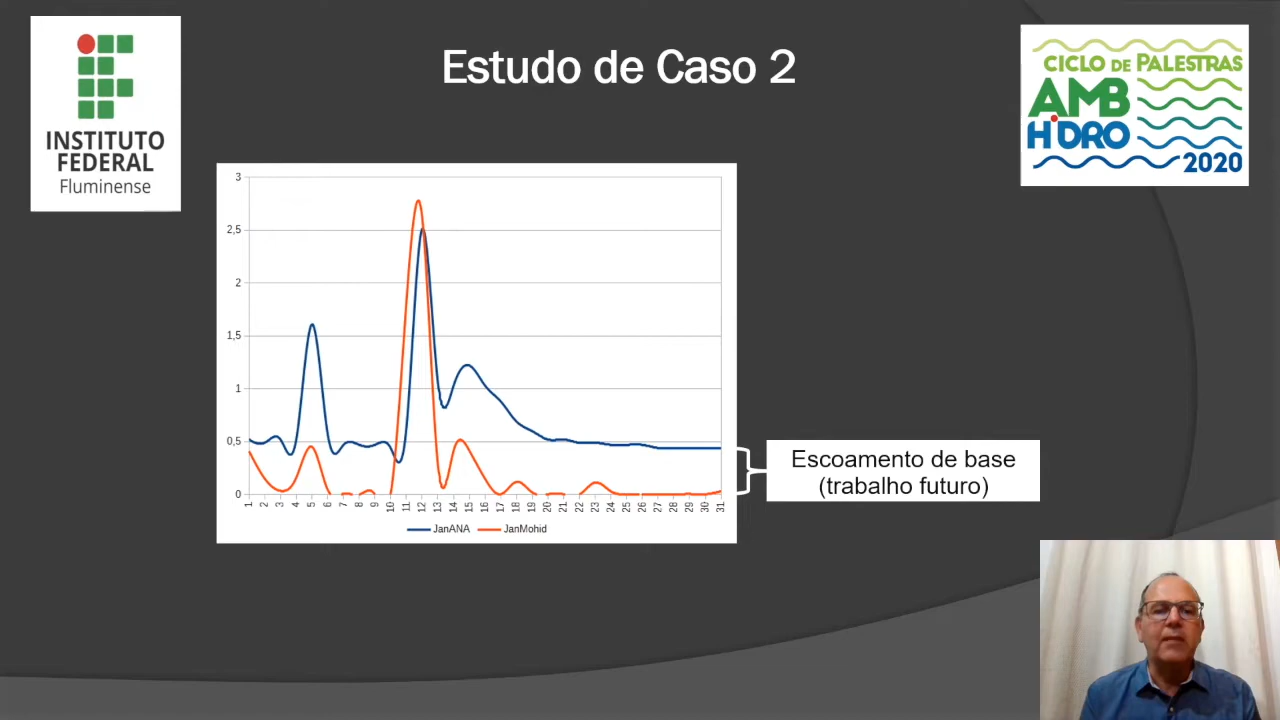 INSTITUTO
FEDERAL
Fluminense
Estudo de Caso 2
CICLO DE PALESTRAS
AMB
HIDRO
2020
3
2,5
2
1,5
1
0,5
0
1 2 3 4 5 6 7 8 9 10 11 12 13 14 15 16 17 18 19 20 21 22 23 24 25 26 27 28 29 30 31
JanANA JanMohid
Escoamento de base
(trabalho futuro)